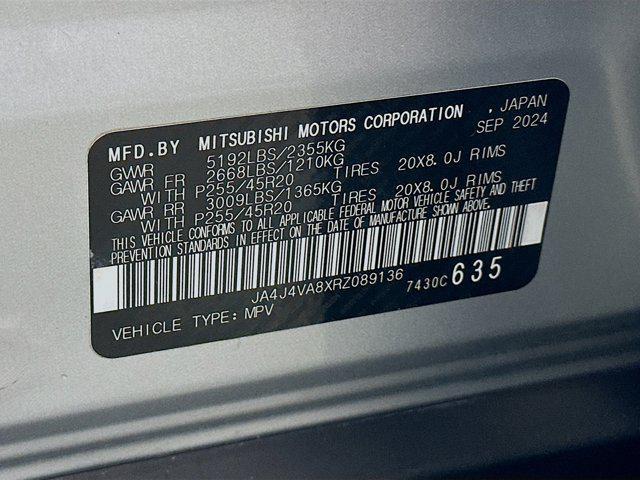 MFD.BY MITSUBISHI MOTORS CORPORATION , JAPAN
SEP 2024
GVWR 5192LBS/2355KG
GAWR FR 2668LBS/1210KG
WITH P255/45R20 TIRES 20X8.0J RIMS
GAWR RR 3009LBS/1365KG
WITH P255/45R20 TIRES 20X8.0J RIMS
THIS VEHICLE CONFORMS TO ALL APPLICABLE FEDERAL MOTOR VEHICLE SAFETY AND THEFT
PREVENTION STANDARDS IN EFFECT ON THE DATE OF MANUFACTURE SHOWN ABOVE.
JA4J4VA8XRZ089136 7430C 635
VEHICLE TYPE: MPV